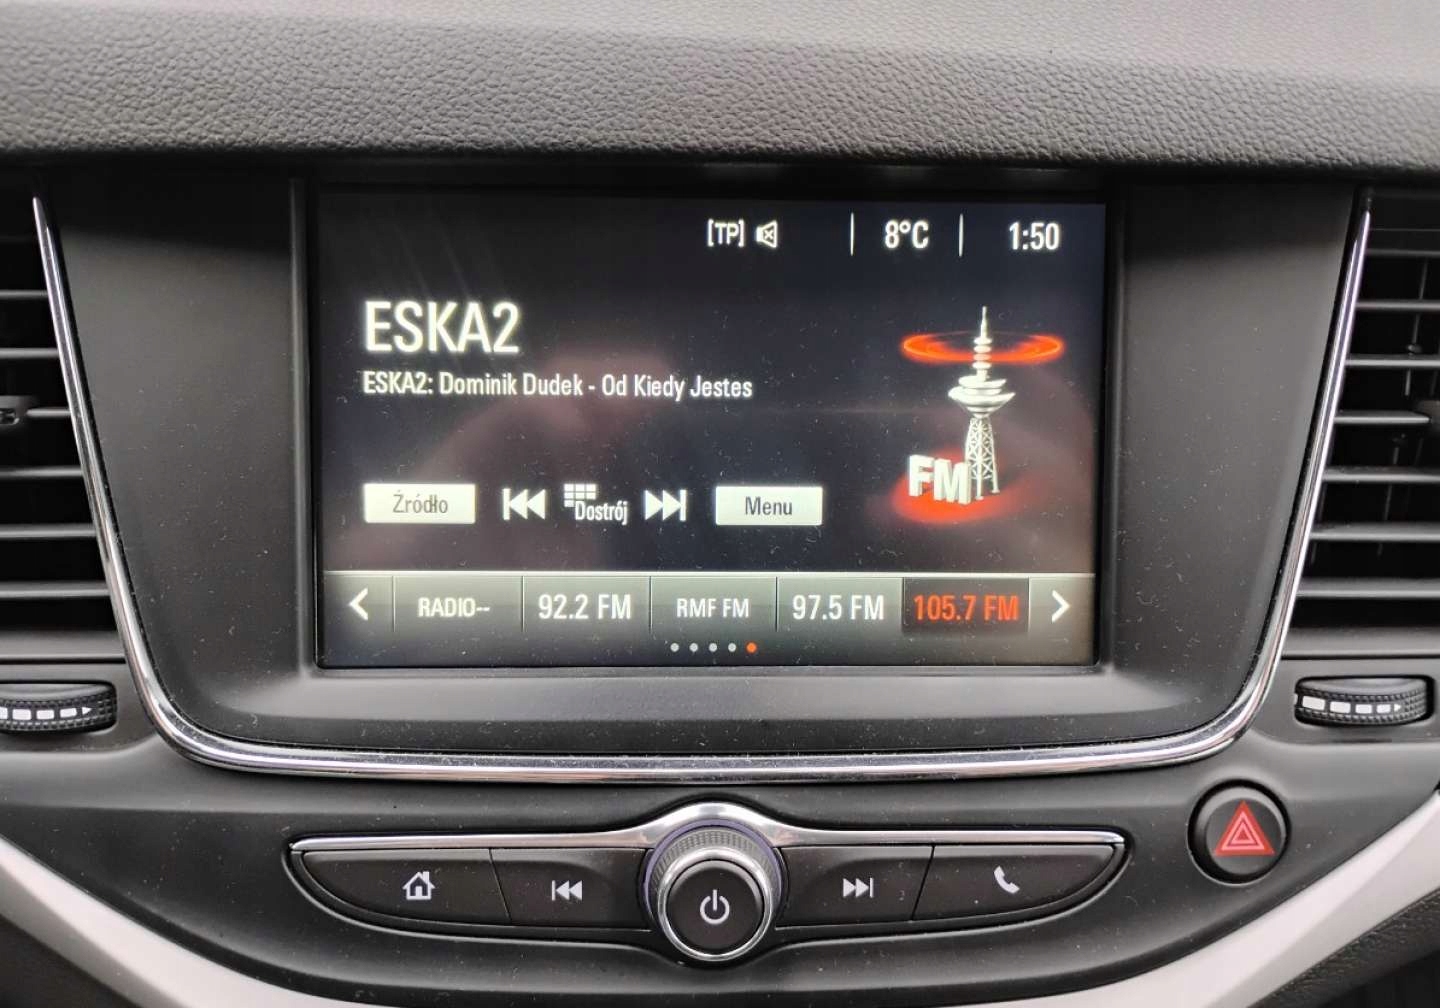 [TP] 8°C 1:50
ESKA2
ESKA2: Dominik Dudek - Od Kiedy Jestes
FM
Źródło Dostrój Menu
RADIO-- 92.2 FM RMF FM 97.5 FM 105.7 FM